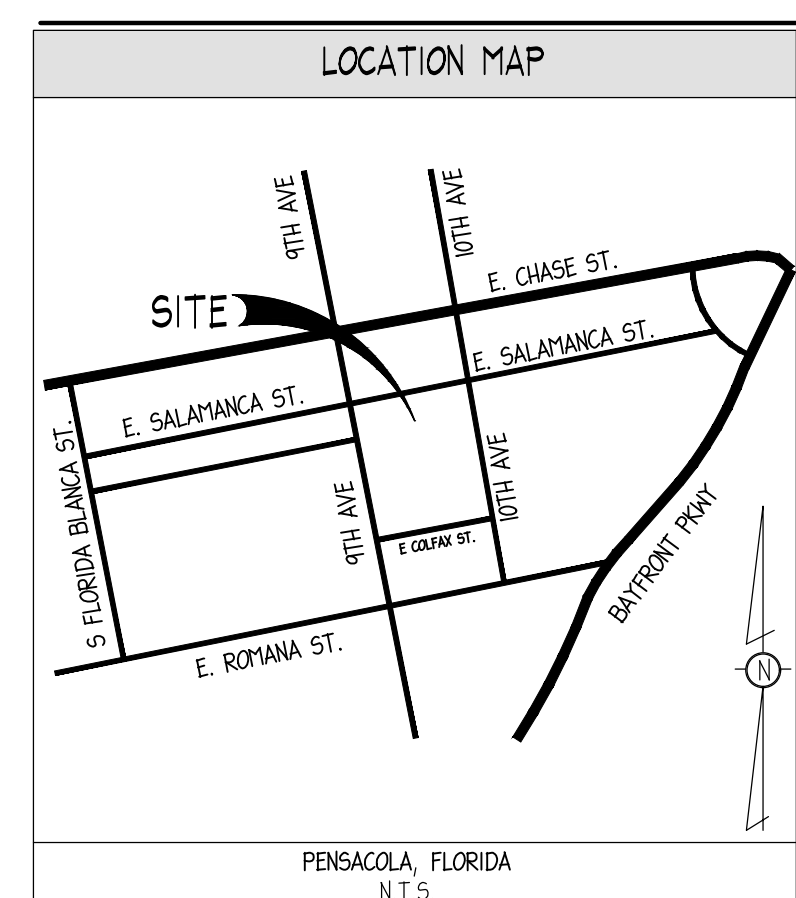 LOCATION MAP
9TH AVE
10TH AVE
E. CHASE ST.
SITE
E. SALAMANCA ST.
E. SALAMANCA ST.
S FLORIDA BLANCA ST.
9TH AVE
10TH AVE
E COLFAX ST.
BAYFRONT PKWY
E. ROMANA ST.
N
PENSACOLA, FLORIDA
N.T.S.